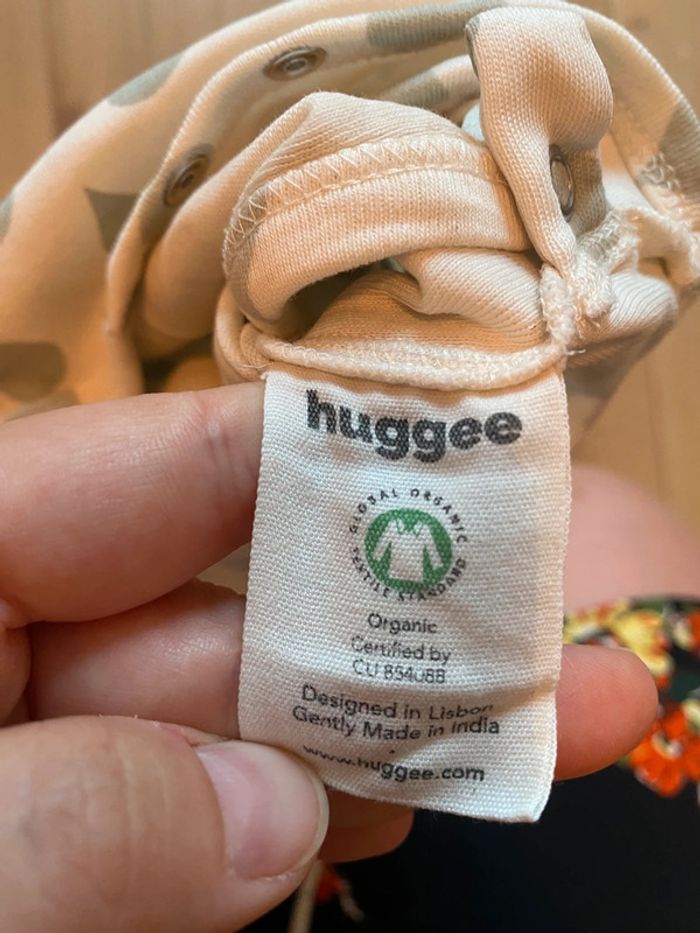 huggee
GLOBAL ORGANIC
TEXTILE STANDARD
Organic
Certified by
CU 854088
Designed in Lisbon
Gently Made in India
www.huggee.com